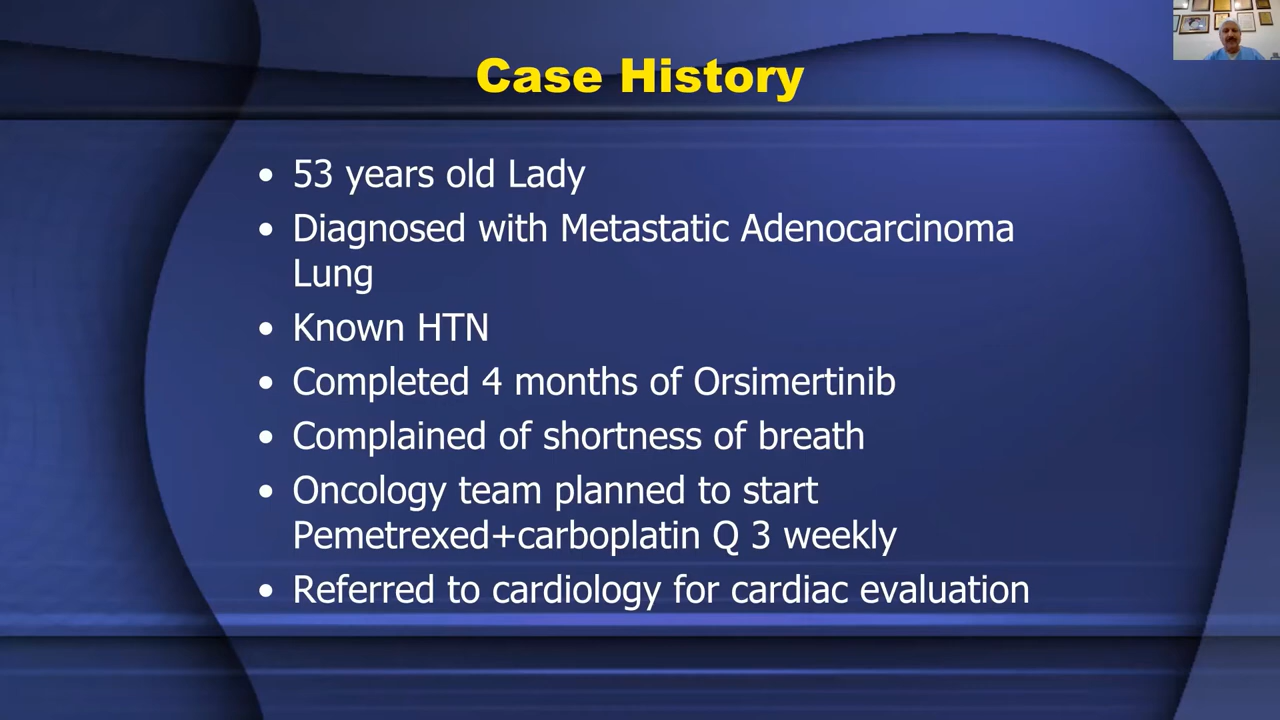 Case History
• 53 years old Lady
• Diagnosed with Metastatic Adenocarcinoma
Lung
• Known HTN
• Completed 4 months of Orsimertinib
• Complained of shortness of breath
• Oncology team planned to start
Pemetrexed+carboplatin Q 3 weekly
• Referred to cardiology for cardiac evaluation